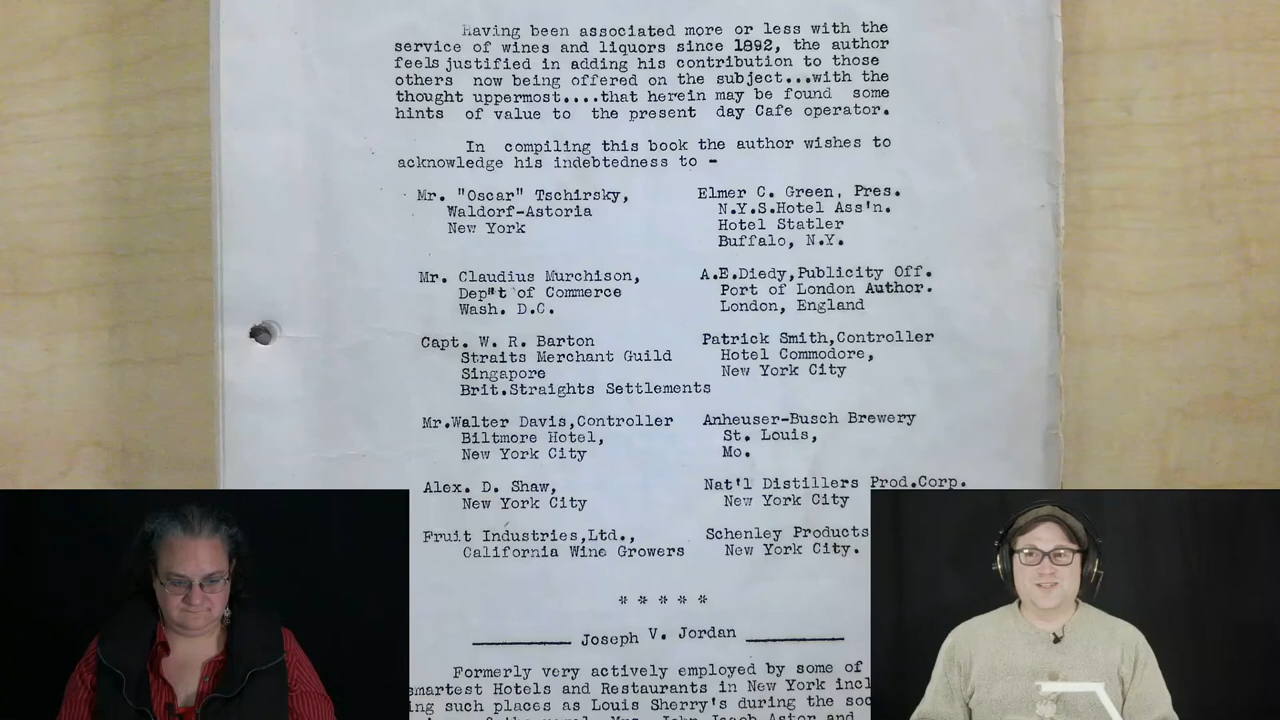 Having been associated more or less with the
service of wines and liquors since 1892, the author
feels justified in adding his contribution to those
others now being offered on the subject...with the
thought uppermost....that herein may be found some
hints of value to the present day Cafe operator.
In compiling this book the author wishes to
acknowledge his indebtedness to -
Mr. "Oscar" Tschirsky,
Waldorf-Astoria
New York
Elmer C. Green, Pres.
N.Y.S.Hotel Ass'n.
Hotel Statler
Buffalo, N.Y.
Mr. Claudius Murchison,
Dep"t of Commerce
Wash. D.C.
A.E.Diedy,Publicity Off.
Port of London Author.
London, England
Capt. W. R. Barton
Straits Merchant Guild
Singapore
Brit.Straights Settlements
Patrick Smith,Controller
Hotel Commodore,
New York City
Mr.Walter Davis,Controller
Biltmore Hotel,
New York City
Anheuser-Busch Brewery
St. Louis,
Mo.
Alex. D. Shaw,
New York City
Nat'l Distillers Prod.Corp.
New York City
Fruit Industries,Ltd.,
California Wine Growers
Schenley Products
New York City.
* * * * *
Joseph V. Jordan
Formerly very actively employed by some of
smartest Hotels and Restaurants in New York incl
ing such places as Louis Sherry's during the soc
Mrs. John Jacob Astor and